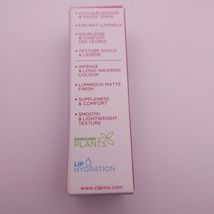 • COULEUR INTENSE
& HAUTE TENUE
• FINI MAT LUMINEUX
• SOUPLESSE
& CONFORT
DES LÈVRES
• TEXTURE DOUCE
& LÉGÈRE
• INTENSE
& LONG-WEARING
COLOUR
• LUMINOUS MATTE
FINISH
• SUPPLENESS
& COMFORT
• SMOOTH
& LIGHTWEIGHT
TEXTURE
ENRICHED
PLANTS
LIP
HYDRATION
www.clarins.com